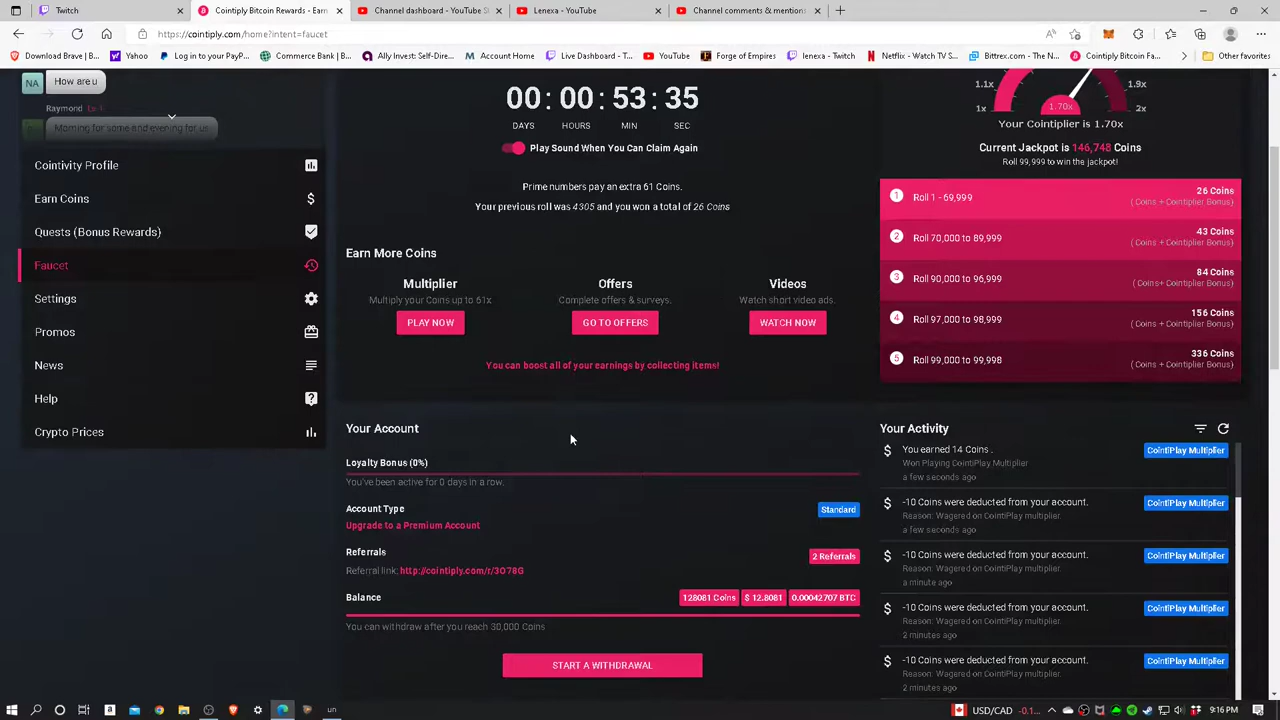 Twitch
Cointiply Bitcoin Rewards - Earn
Channel dashboard - YouTube St
Lenexa - YouTube
Channel comments & mentions
https://cointiply.com/home?intent=faucet
Download Brave | B...
Yahoo
Log in to your PayP...
Commerce Bank | B...
Ally Invest: Self-Dire...
Account Home
Live Dashboard - T...
YouTube
Forge of Empires
lenexa - Twitch
Netflix - Watch TV S...
Bittrex.com - The N...
Cointiply Bitcoin Fa...
Other favorites
NA
How are u
Raymond Lv 1
Morning for some and evening for us
Cointivity Profile
Earn Coins
Quests (Bonus Rewards)
Faucet
Settings
Promos
News
Help
Crypto Prices
00 : 00 : 53 : 35
DAYS HOURS MIN SEC
Play Sound When You Can Claim Again
Prime numbers pay an extra 61 Coins.
Your previous roll was 4305 and you won a total of 26 Coins
Earn More Coins
Multiplier
Multiply your Coins up to 61x
PLAY NOW
Offers
Complete offers & surveys.
GO TO OFFERS
Videos
Watch short video ads.
WATCH NOW
You can boost all of your earnings by collecting items!
Your Account
Loyalty Bonus (0%)
You've been active for 0 days in a row.
Account Type
Standard
Upgrade to a Premium Account
Referrals
2 Referrals
Referral link: http://cointiply.com/r/3O78G
Balance
128081 Coins $ 12.8081 0.00042707 BTC
You can withdraw after you reach 30,000 Coins
START A WITHDRAWAL
1.1x 1.9x
1x 1.70x 2x
Your Cointiplier is 1.70x
Current Jackpot is 146,748 Coins
Roll 99,999 to win the jackpot!
1 Roll 1 - 69,999 26 Coins
( Coins + Cointiplier Bonus)
2 Roll 70,000 to 89,999 43 Coins
( Coins + Cointiplier Bonus)
3 Roll 90,000 to 96,999 84 Coins
( Coins+ Cointiplier Bonus)
4 Roll 97,000 to 98,999 156 Coins
( Coins + Cointiplier Bonus)
5 Roll 99,000 to 99,998 336 Coins
( Coins + Cointiplier Bonus)
Your Activity
You earned 14 Coins .
CointiPlay Multiplier
Won Playing CointiPlay Multiplier
a few seconds ago
-10 Coins were deducted from your account.
CointiPlay Multiplier
Reason: Wagered on CointiPlay multiplier.
a few seconds ago
-10 Coins were deducted from your account.
CointiPlay Multiplier
Reason: Wagered on CointiPlay multiplier.
a minute ago
-10 Coins were deducted from your account.
CointiPlay Multiplier
Reason: Wagered on CointiPlay multiplier.
2 minutes ago
-10 Coins were deducted from your account.
CointiPlay Multiplier
Reason: Wagered on CointiPlay multiplier.
2 minutes ago
un
USD/CAD -0.1...
9:16 PM